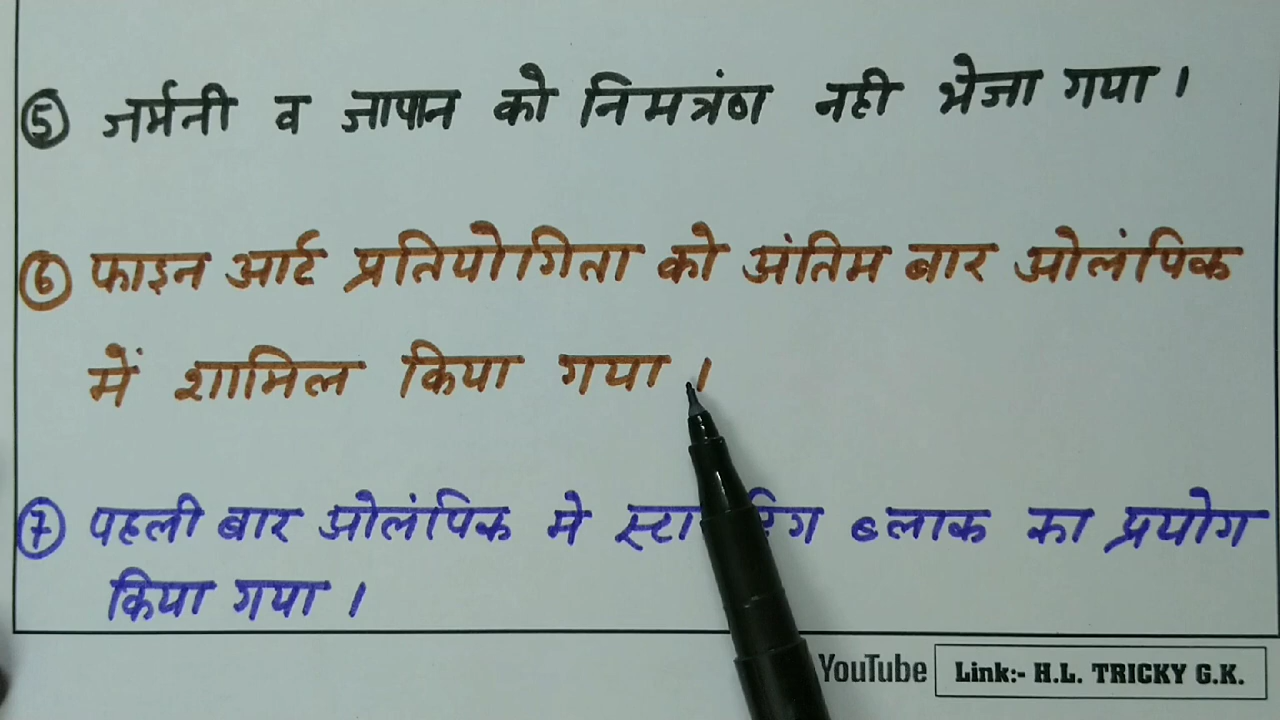 ⑤ जर्मनी व जापान को निमत्रंण नही भेजा गया ।
⑥ फाइन आर्ट प्रतियोगिता को अंतिम बार ओलंपिक
में शामिल किया गया ।
⑦ पहली बार ओलंपिक मे ब्लाक का प्रयोग
किया गया ।
YouTube Link:- H.L. TRICKY G.K.